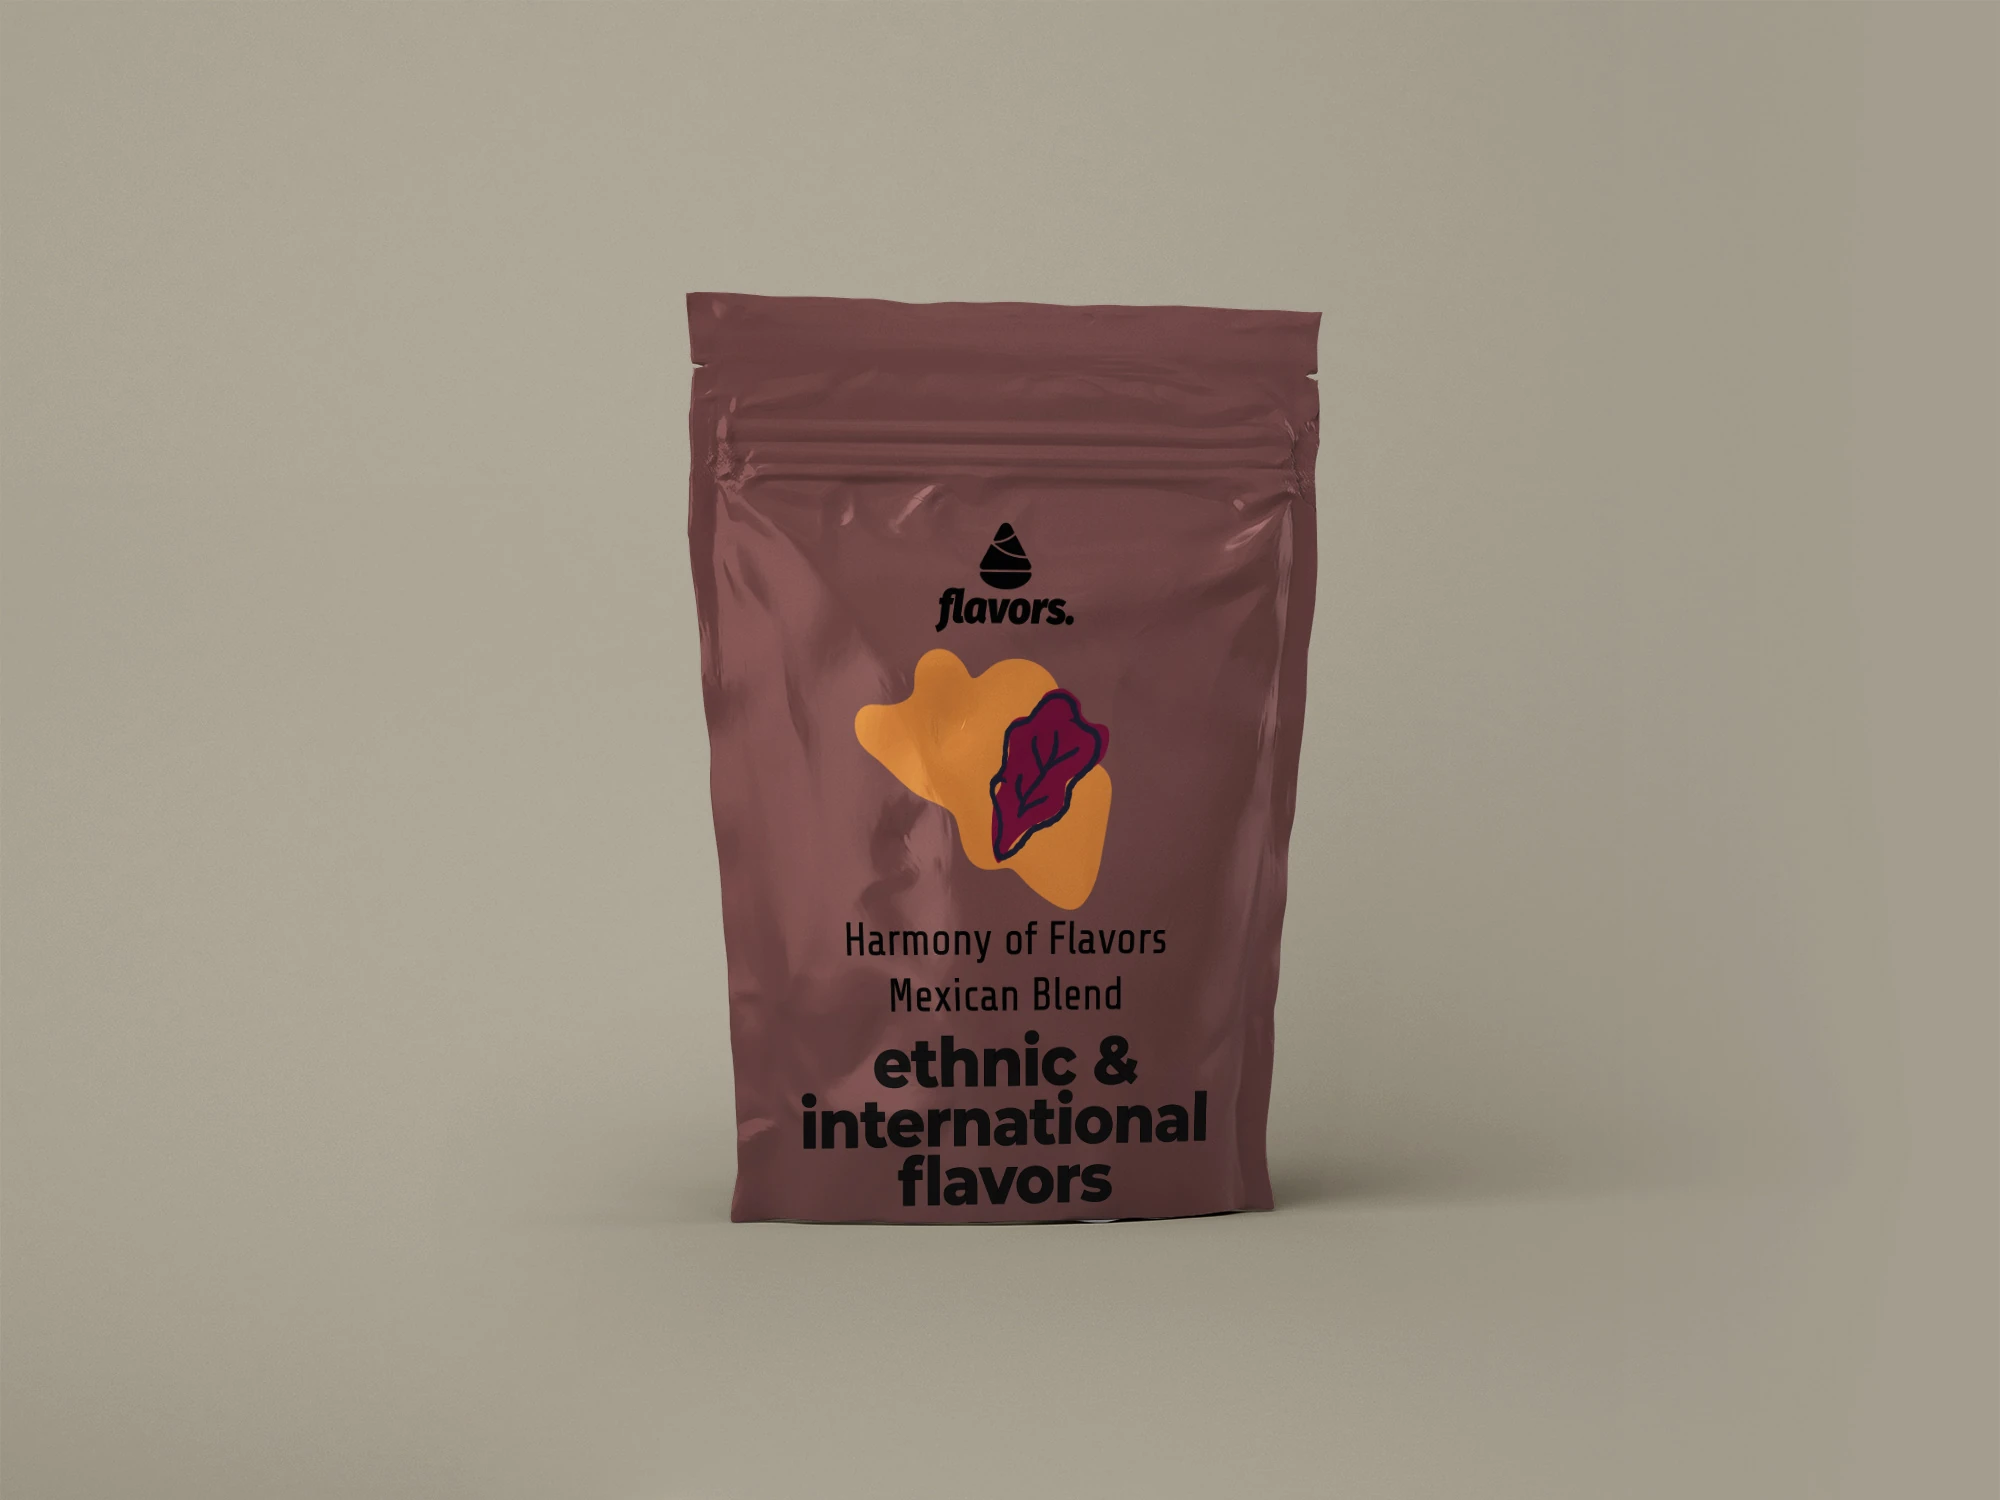 flavors.
Harmony of Flavors
Mexican Blend
ethnic &
international
flavors